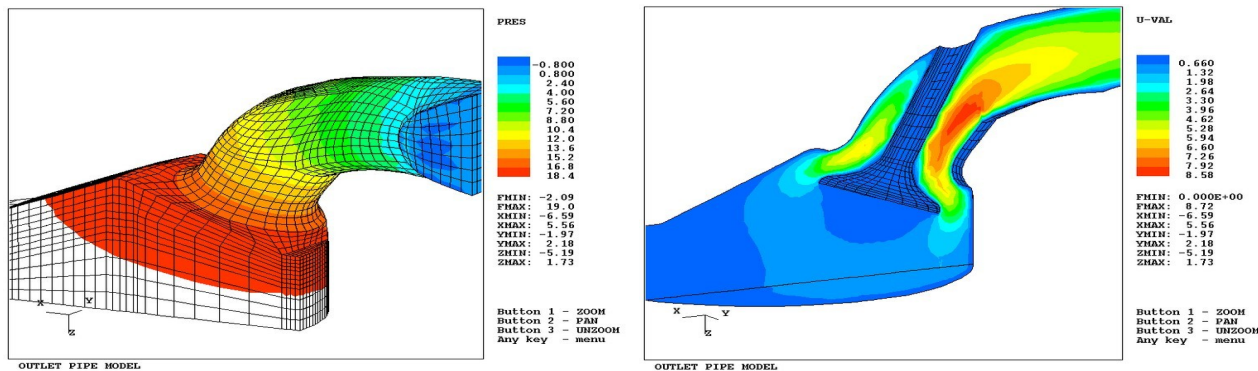 PRES
-0.800
0.800
2.40
4.00
5.60
7.20
8.80
10.4
12.0
13.6
15.2
16.8
18.4
FMIN: -2.09
FMAX: 19.0
XMIN: -6.59
XMAX: 5.56
YMIN: -1.97
YMAX: 2.18
ZMIN: -5.19
ZMAX: 1.73
X Y
Z
Button 1 - ZOOM
Button 2 - PAN
Button 3 - UNZOOM
Any key - menu
OUTLET PIPE MODEL
U-VAL
0.660
1.32
1.98
2.64
3.30
3.96
4.62
5.28
5.94
6.60
7.26
7.92
8.58
FMIN: 0.000E+00
FMAX: 8.72
XMIN: -6.59
XMAX: 5.56
YMIN: -1.97
YMAX: 2.18
ZMIN: -5.19
ZMAX: 1.73
X Y
Z
Button 1 - ZOOM
Button 2 - PAN
Button 3 - UNZOOM
Any key - menu
OUTLET PIPE MODEL